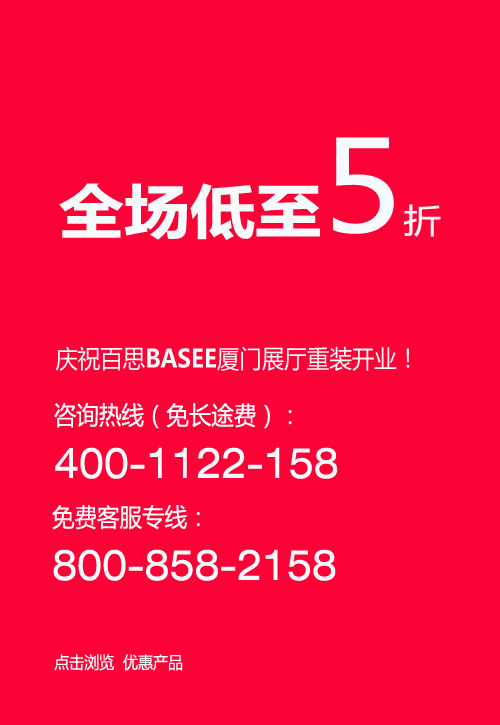 全场低至5折
庆祝百思BASEE厦门展厅重装开业！
咨询热线（免长途费）：
400-1122-158
免费客服专线：
800-858-2158
点击浏览 优惠产品